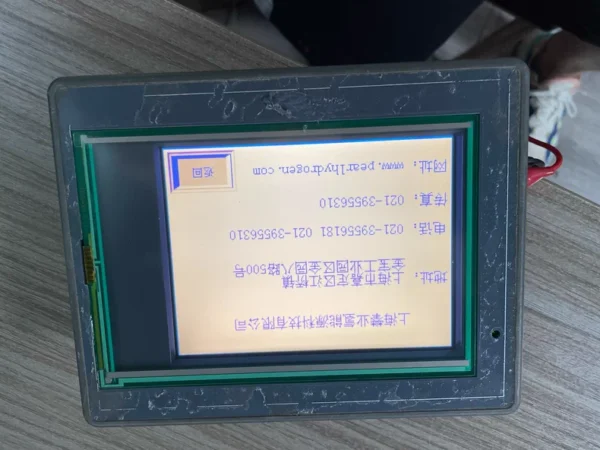 上海攀业氢能源科技有限公司
地址: 上海市嘉定区江桥镇
金宝工业园区金园八路500号
电话: 021-39556181 021-39556310
传真: 021-39556310
网址: www.pearlhydrogen.com
返回